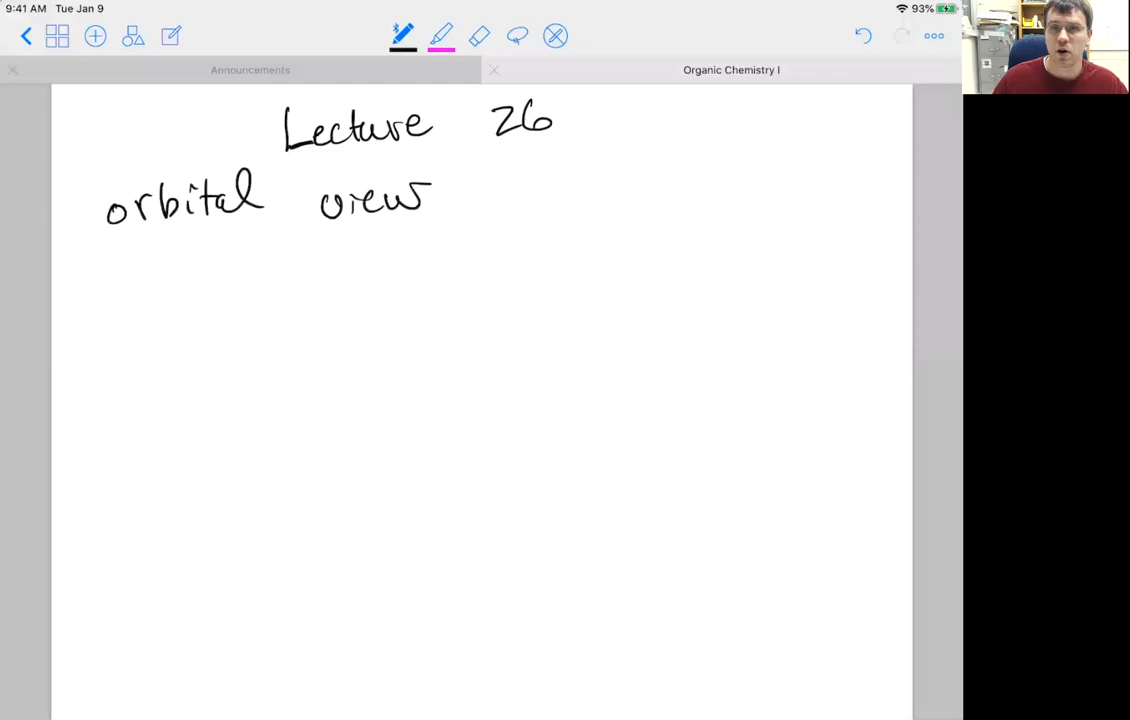 9:41 AM Tue Jan 9
93%
Announcements
Organic Chemistry I
Lecture 26
orbital view